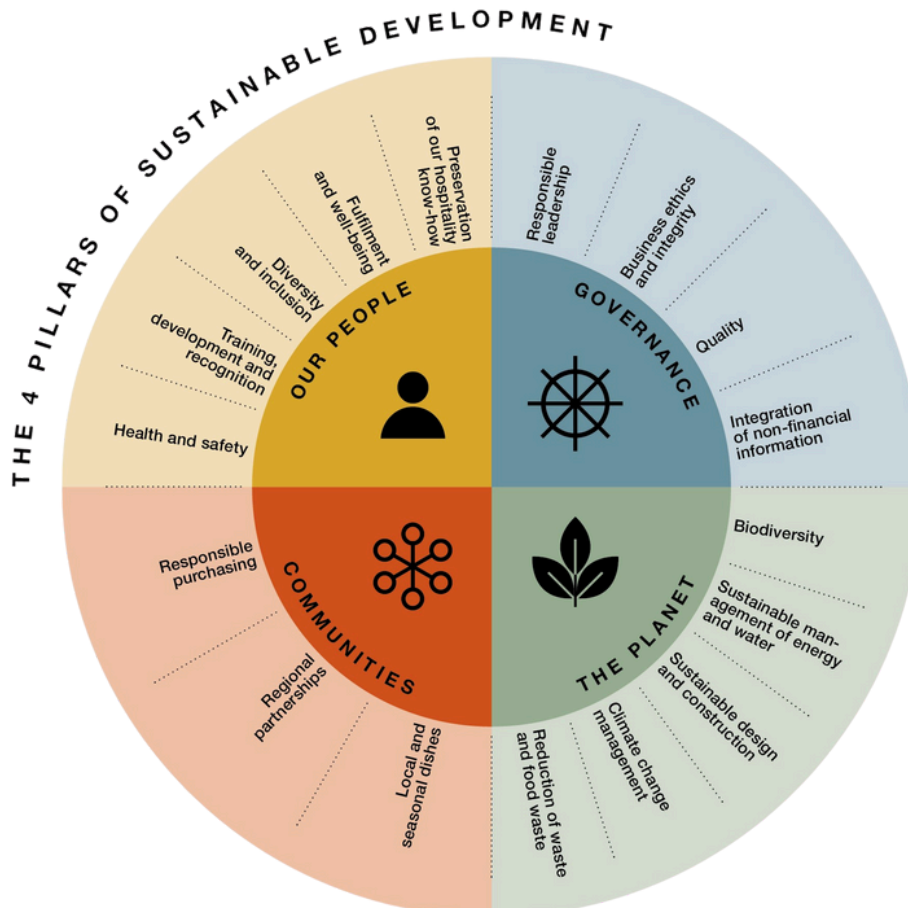 THE 4 PILLARS OF SUSTAINABLE DEVELOPMENT
OUR PEOPLE
Health and safety
Training,
development and
recognition
Diversity
and inclusion
Fulfilment
and well-being
Preservation
of our hospitality
know-how
GOVERNANCE
Responsible
leadership
Business ethics
and integrity
Quality
Integration
of non-financial
information
THE PLANET
Biodiversity
Sustainable man-
agement of energy
and water
Sustainable design
and construction
Climate change
management
Reduction of waste
and food waste
COMMUNITIES
Responsible
purchasing
Regional
partnerships
Local and
seasonal dishes